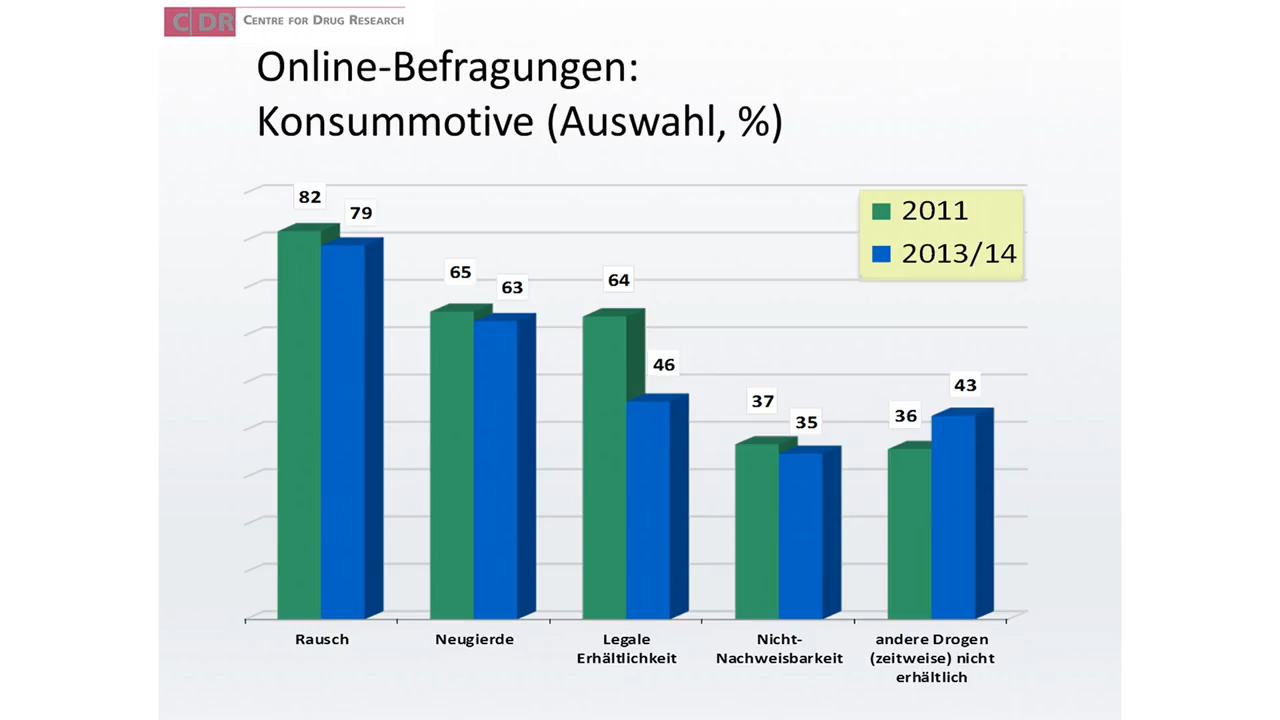 C DR CENTRE FOR DRUG RESEARCH
Online-Befragungen:
Konsummotive (Auswahl, %)
2011
2013/14
82
79
65
63
64
46
37
35
36
43
Rausch
Neugierde
Legale
Erhältlichkeit
Nicht-
Nachweisbarkeit
andere Drogen
(zeitweise) nicht
erhältlich